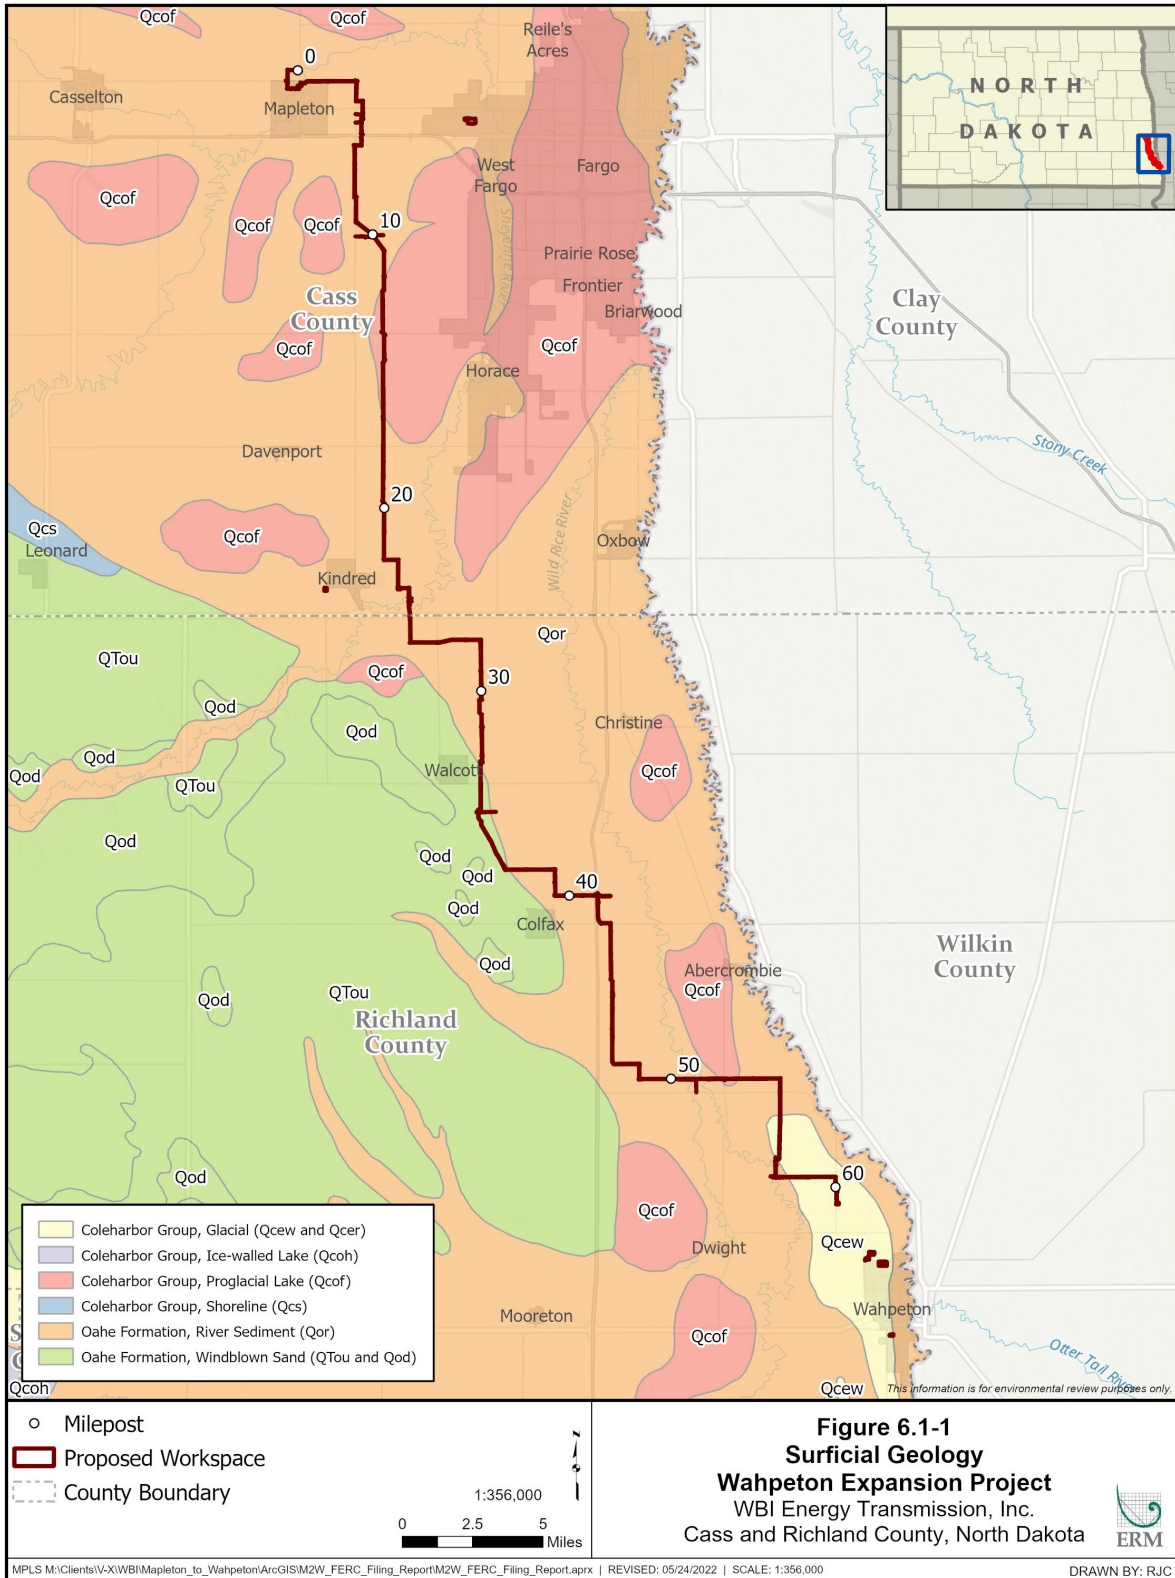 Qcof
Qcof
Reile's
Acres
0
Casselton
Mapleton
NORTH
DAKOTA
West
Fargo
Fargo
Sheyenne River
Qcof
Qcof
Qcof
10
Prairie Rose
Frontier
Briarwood
Cass
County
Clay
County
Qcof
Qcof
Horace
Davenport
Stony Creek
20
Qcs
Leonard
Qcof
Kindred
Wild Rice River
Oxbow
Qor
QTou
Qcof
30
Qod
Qod
Christine
Qod
Qod
QTou
Walcott
Qcof
Qod
Qod
Qod
40
Qod
Colfax
Qod
Wilkin
County
Abercrombie
Qcof
Qod
QTou
Richland
County
50
Qod
60
Qcof
Dwight
Qcew
Mooreton
Wahpeton
Qcof
Otter Tail River
Qcew
Qcoh
Coleharbor Group, Glacial (Qcew and Qcer)
Coleharbor Group, Ice-walled Lake (Qcoh)
Coleharbor Group, Proglacial Lake (Qcof)
Coleharbor Group, Shoreline (Qcs)
Oahe Formation, River Sediment (Qor)
Oahe Formation, Windblown Sand (QTou and Qod)
This information is for environmental review purposes only.
Milepost
Proposed Workspace
County Boundary
N
1:356,000
0 2.5 5
Miles
Figure 6.1-1
Surficial Geology
Wahpeton Expansion Project
WBI Energy Transmission, Inc.
Cass and Richland County, North Dakota
ERM
MPLS M:\Clients\V-X\WBI\Mapleton_to_Wahpeton\ArcGIS\M2W_FERC_Filing_Report\M2W_FERC_Filing_Report.aprx | REVISED: 05/24/2022 | SCALE: 1:356,000
DRAWN BY: RJC